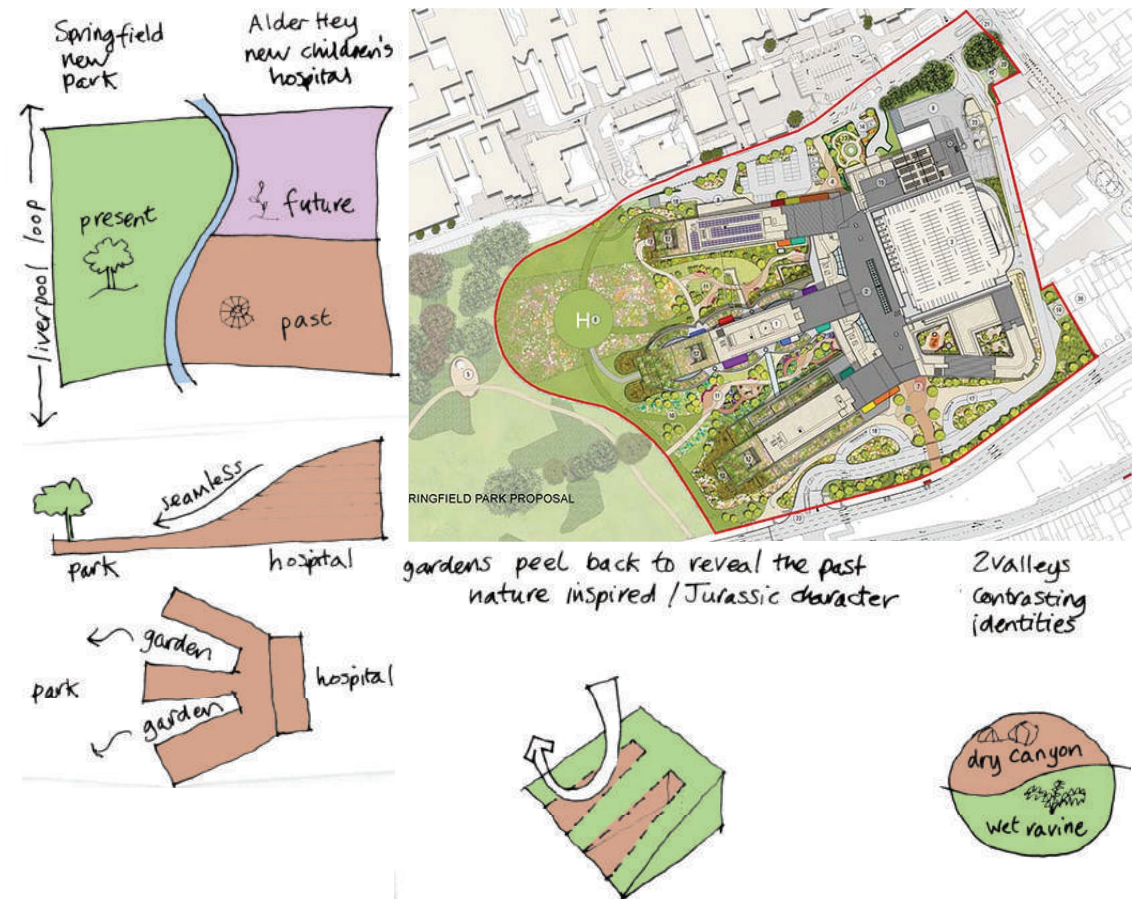 Springfield
new
park
Alder Hey
new children's
hospital
liverpool loop
present
future
past
seamless
park
hospital
garden
park
hospital
garden
H
RINGFIELD PARK PROPOSAL
gardens peel back to reveal the past
nature inspired / Jurassic character
2 valleys
contrasting
identities
dry canyon
wet ravine